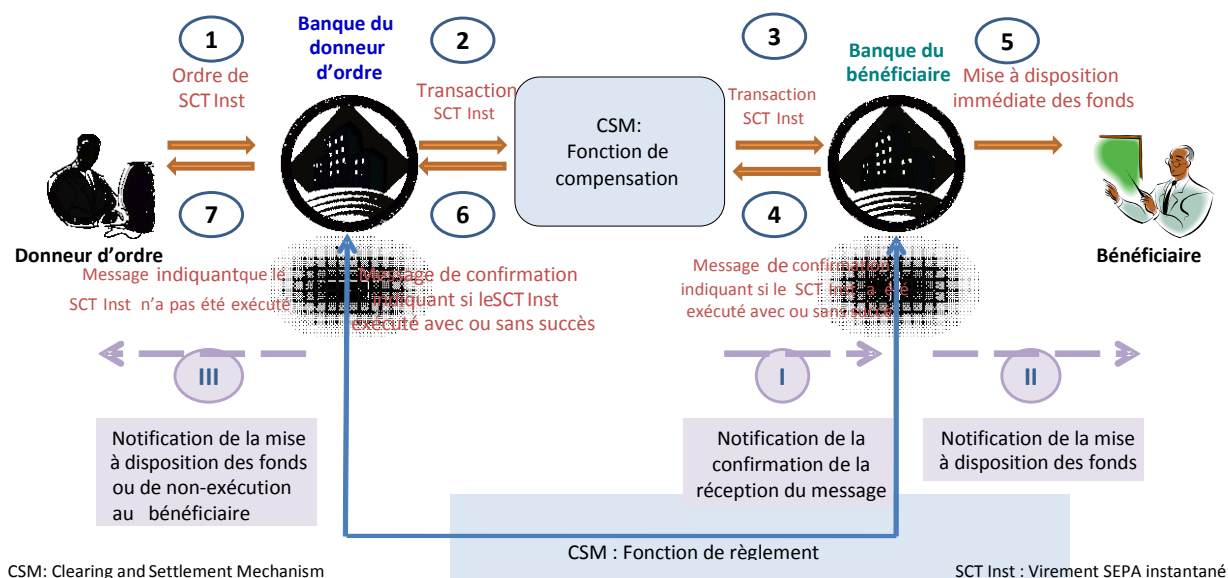 1
Ordre de
SCT Inst
Banque du
donneur
d'ordre
2
Transaction
SCT Inst
CSM:
Fonction de
compensation
3
Transaction
SCT Inst
Banque du
bénéficiaire
5
Mise à disposition
immédiate des fonds
7
6
4
Donneur d'ordre
Bénéficiaire
Message indiquantque le
SCT Inst n'a pas été exécuté
Message de confirmation
indiquant si leSCT Inst
exécuté avec ou sans succès
Message de confirmation
indiquant si le SCT Inst a été
exécuté avec ou sans succès
III
I
II
Notification de la mise
à disposition des fonds
ou de non-exécution
au bénéficiaire
Notification de la
confirmation de la
réception du message
Notification de la mise
à disposition des fonds
CSM : Fonction de règlement
CSM: Clearing and Settlement Mechanism
SCT Inst : Virement SEPA instantané